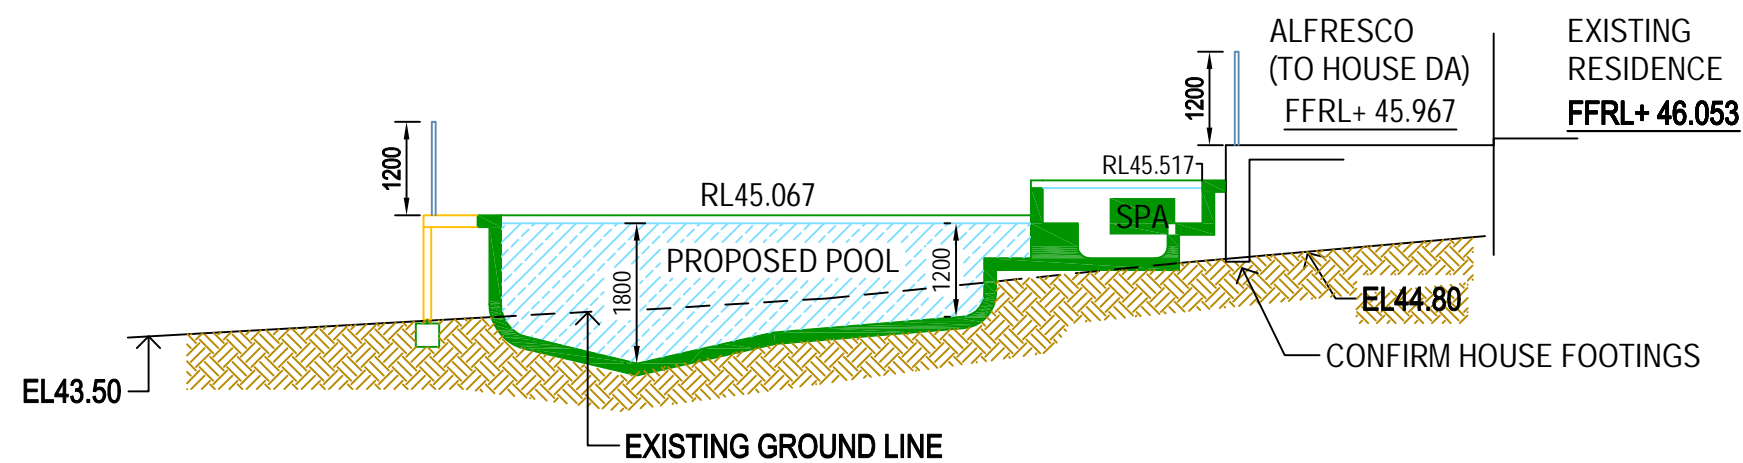 ALFRESCO
(TO HOUSE DA)
FFRL+ 45.967
EXISTING
RESIDENCE
FFRL+ 46.053
1200
1200
RL45.517
RL45.067
SPA
PROPOSED POOL
1800
1200
EL44.80
CONFIRM HOUSE FOOTINGS
EL43.50
EXISTING GROUND LINE